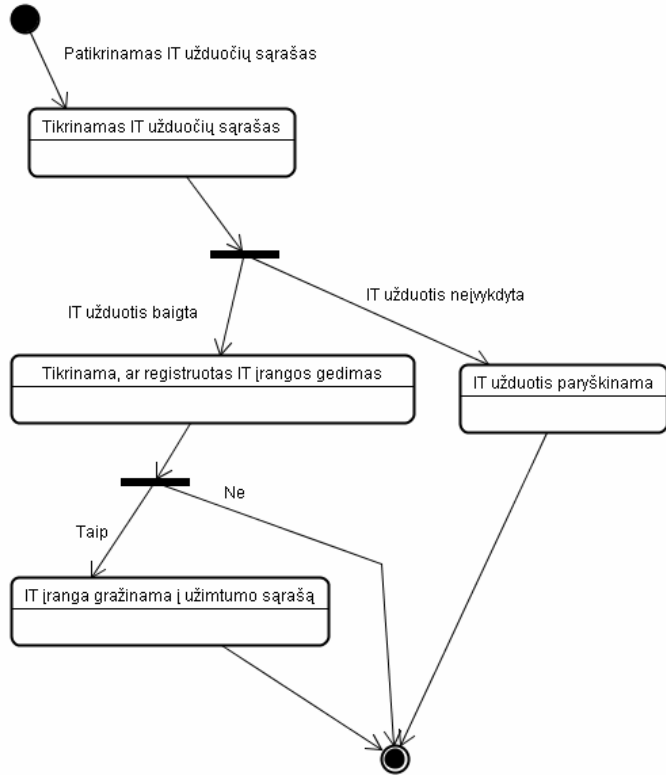 Patikrinamas IT užduočių sąrašas
Tikrinamas IT užduočių sąrašas
IT užduotis neįvykdyta
IT užduotis baigta
Tikrinama, ar registruotas IT įrangos gedimas
IT užduotis paryškinama
Ne
Taip
IT įranga gražinama į užimtumo sąrašą